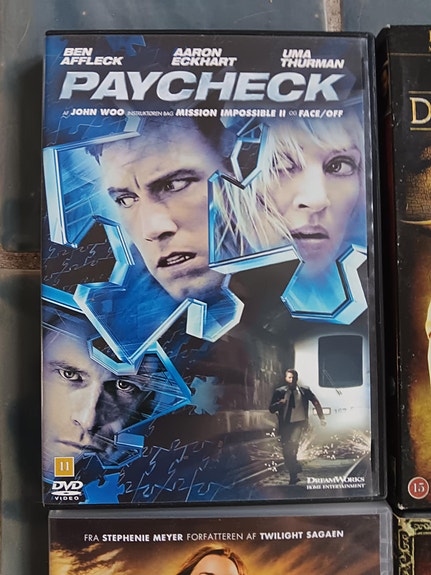 BEN AFFLECK
AARON ECKHART
UMA THURMAN
PAYCHECK
AF JOHN WOO INSTRUKTØREN BAG MISSION IMPOSSIBLE II OG FACE/OFF
11
DVD
VIDEO
DREAMWORKS
HOME ENTERTAINMENT
D
15
FRA STEPHENIE MEYER FORFATTEREN AF TWILIGHT SAGAEN